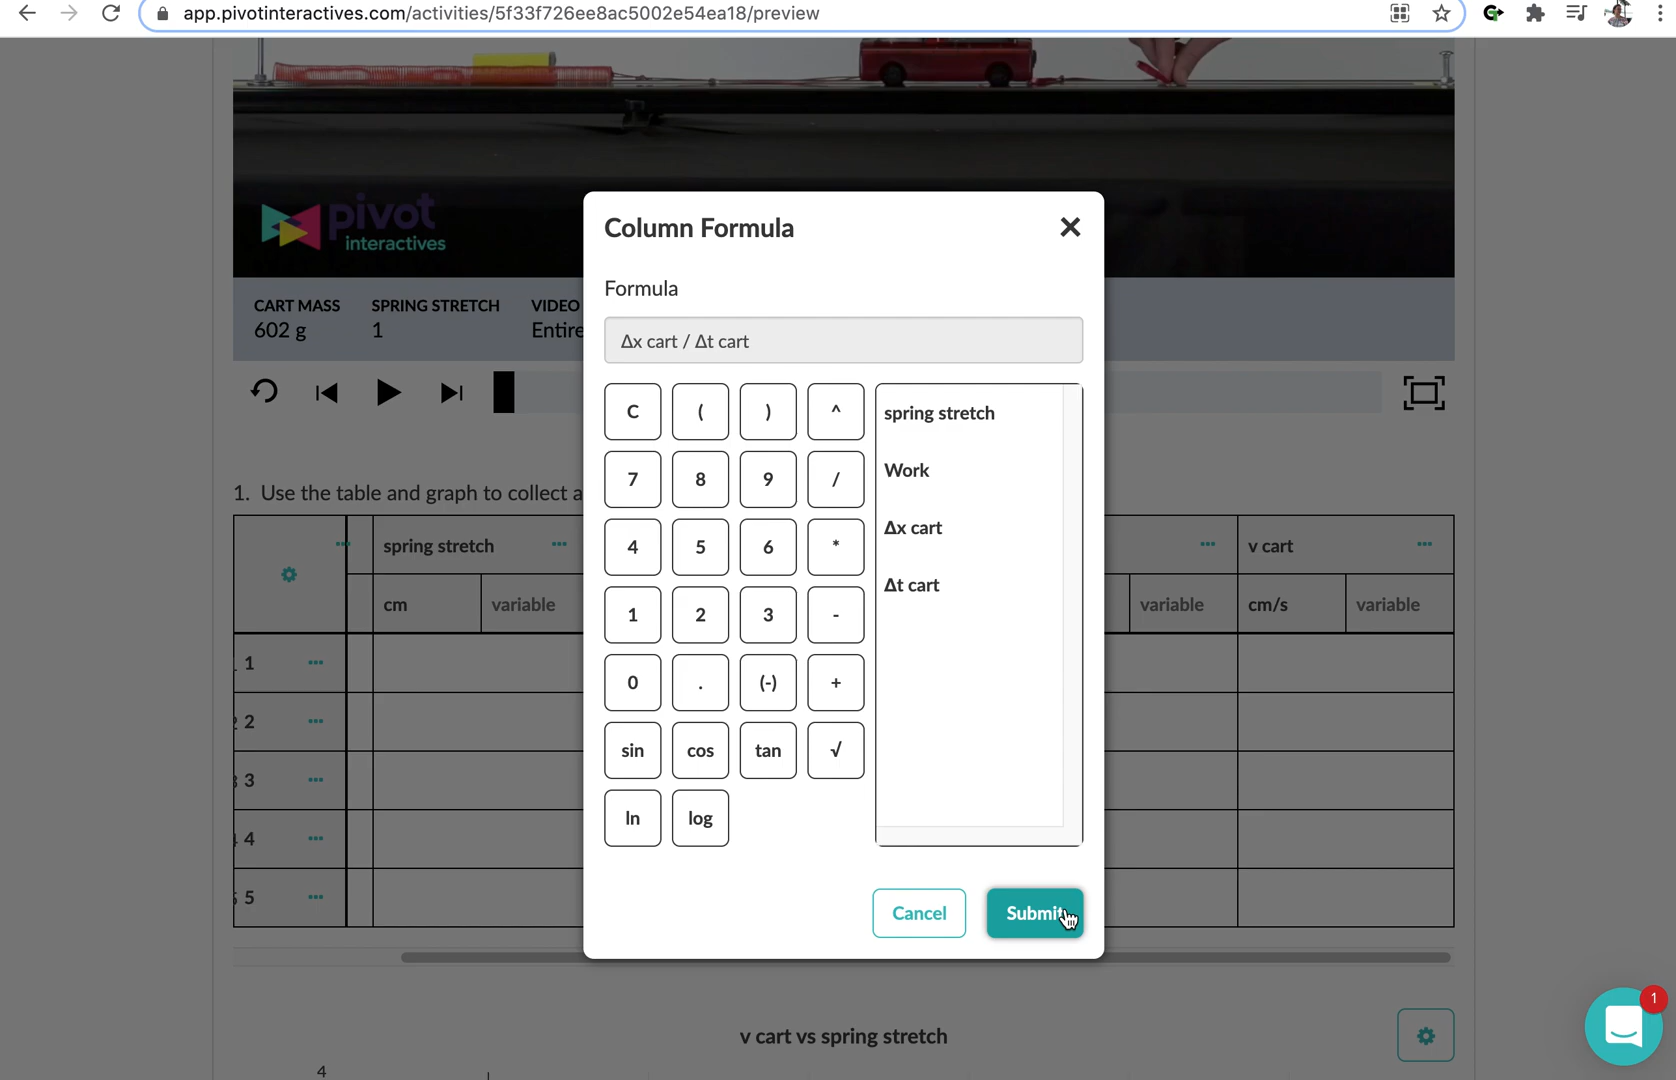 app.pivotinteractives.com/activities/5f33f726ee8ac5002e54ea18/preview
pivot
interactives
CART MASS
602 g
SPRING STRETCH
1
VIDEO
Entire
1. Use the table and graph to collect a
spring stretch
cm
variable
variable
v cart
cm/s
variable
1
2
3
4
5
Column Formula
Formula
Δx cart / Δt cart
C ( ) ^
7 8 9 /
4 5 6 *
1 2 3 -
0 . (-) +
sin cos tan √
ln log
spring stretch
Work
Δx cart
Δt cart
Cancel
Submit
1
v cart vs spring stretch
4